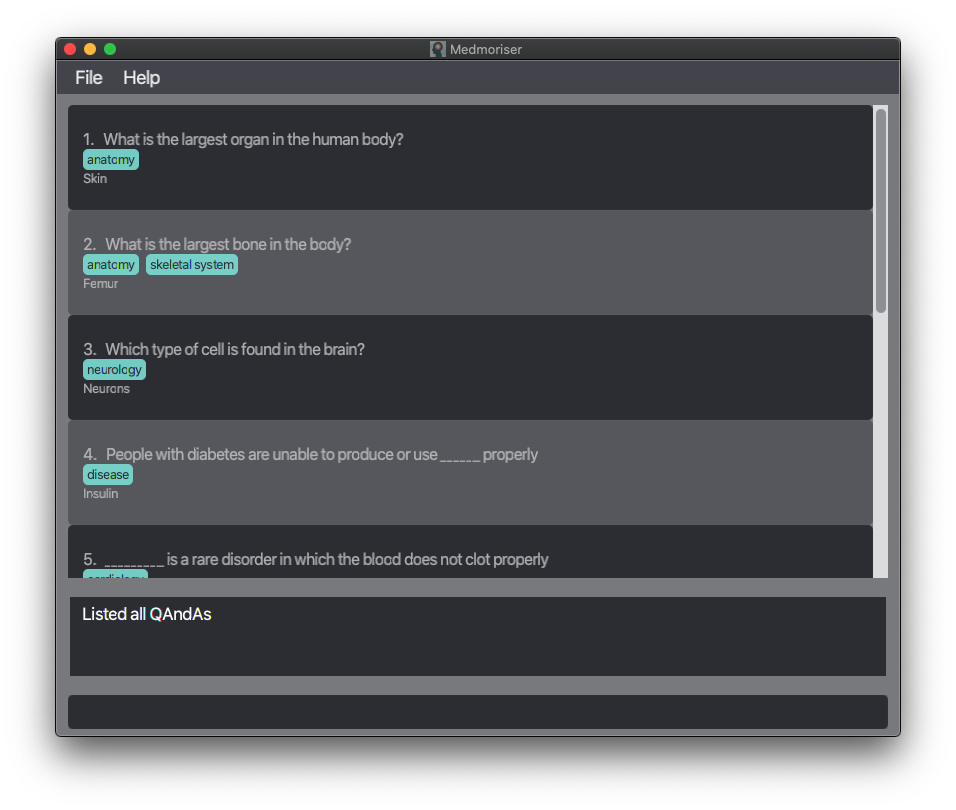 Medmoriser
File Help
1. What is the largest organ in the human body?
anatomy
Skin
2. What is the largest bone in the body?
anatomy skeletal system
Femur
3. Which type of cell is found in the brain?
neurology
Neurons
4. People with diabetes are unable to produce or use ______ properly
disease
Insulin
5. _________ is a rare disorder in which the blood does not clot properly
cardiology
Listed all QAndAs